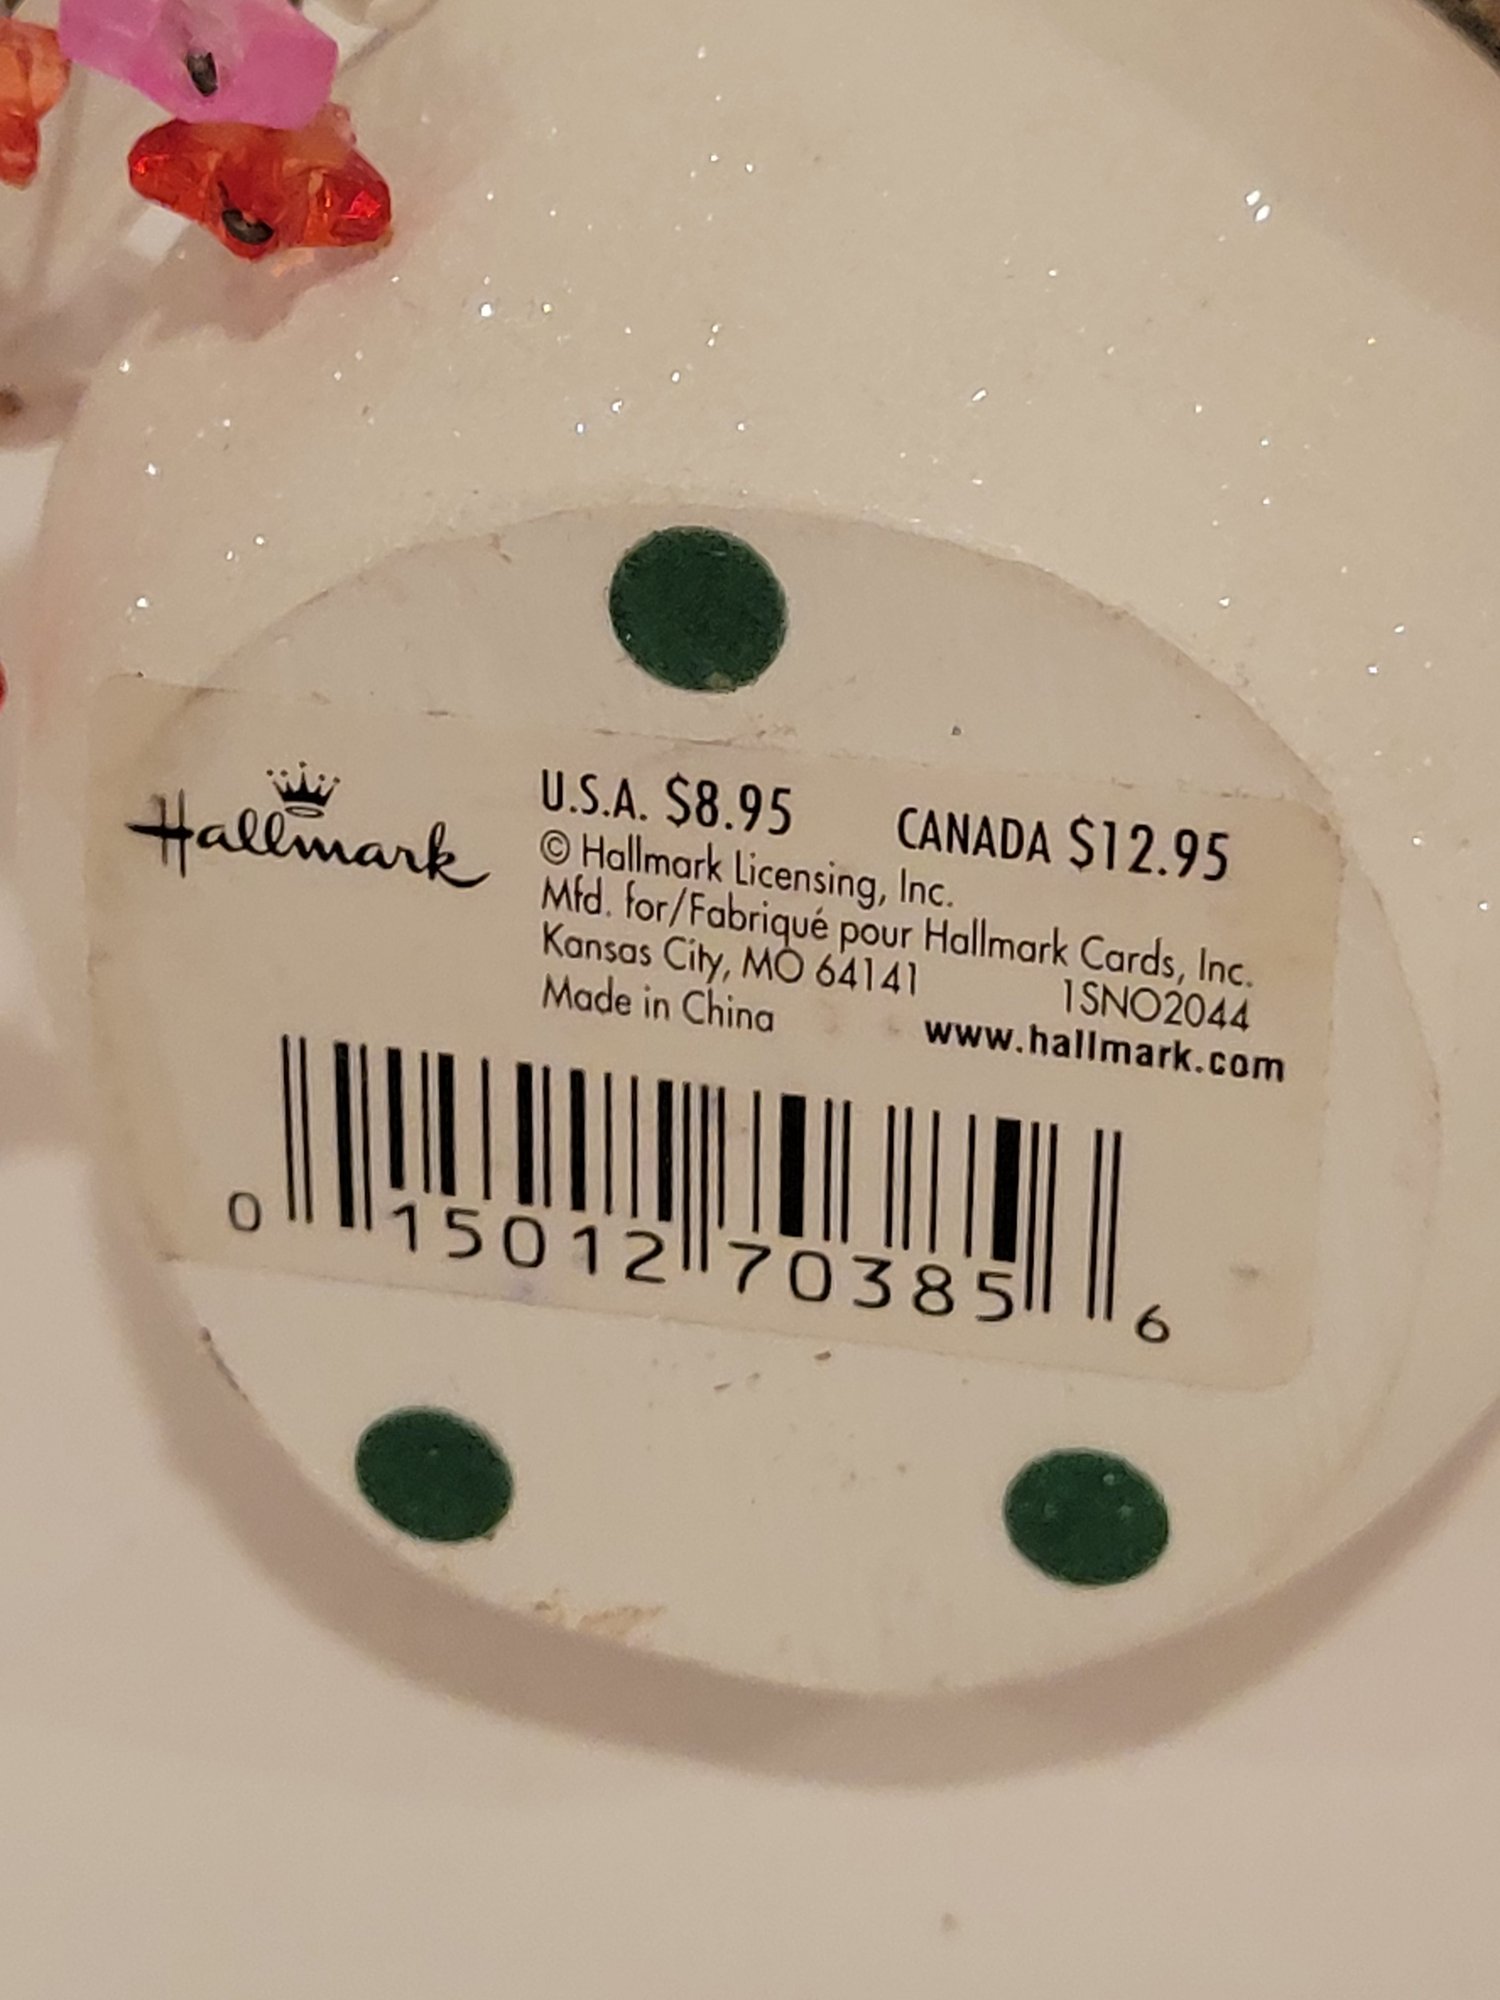 Hallmark
U.S.A. $8.95 CANADA $12.95
© Hallmark Licensing, Inc.
Mfd. for/Fabriqué pour Hallmark Cards, Inc.
Kansas City, MO 64141 1SNO2044
Made in China www.hallmark.com
0 15012 70385 6